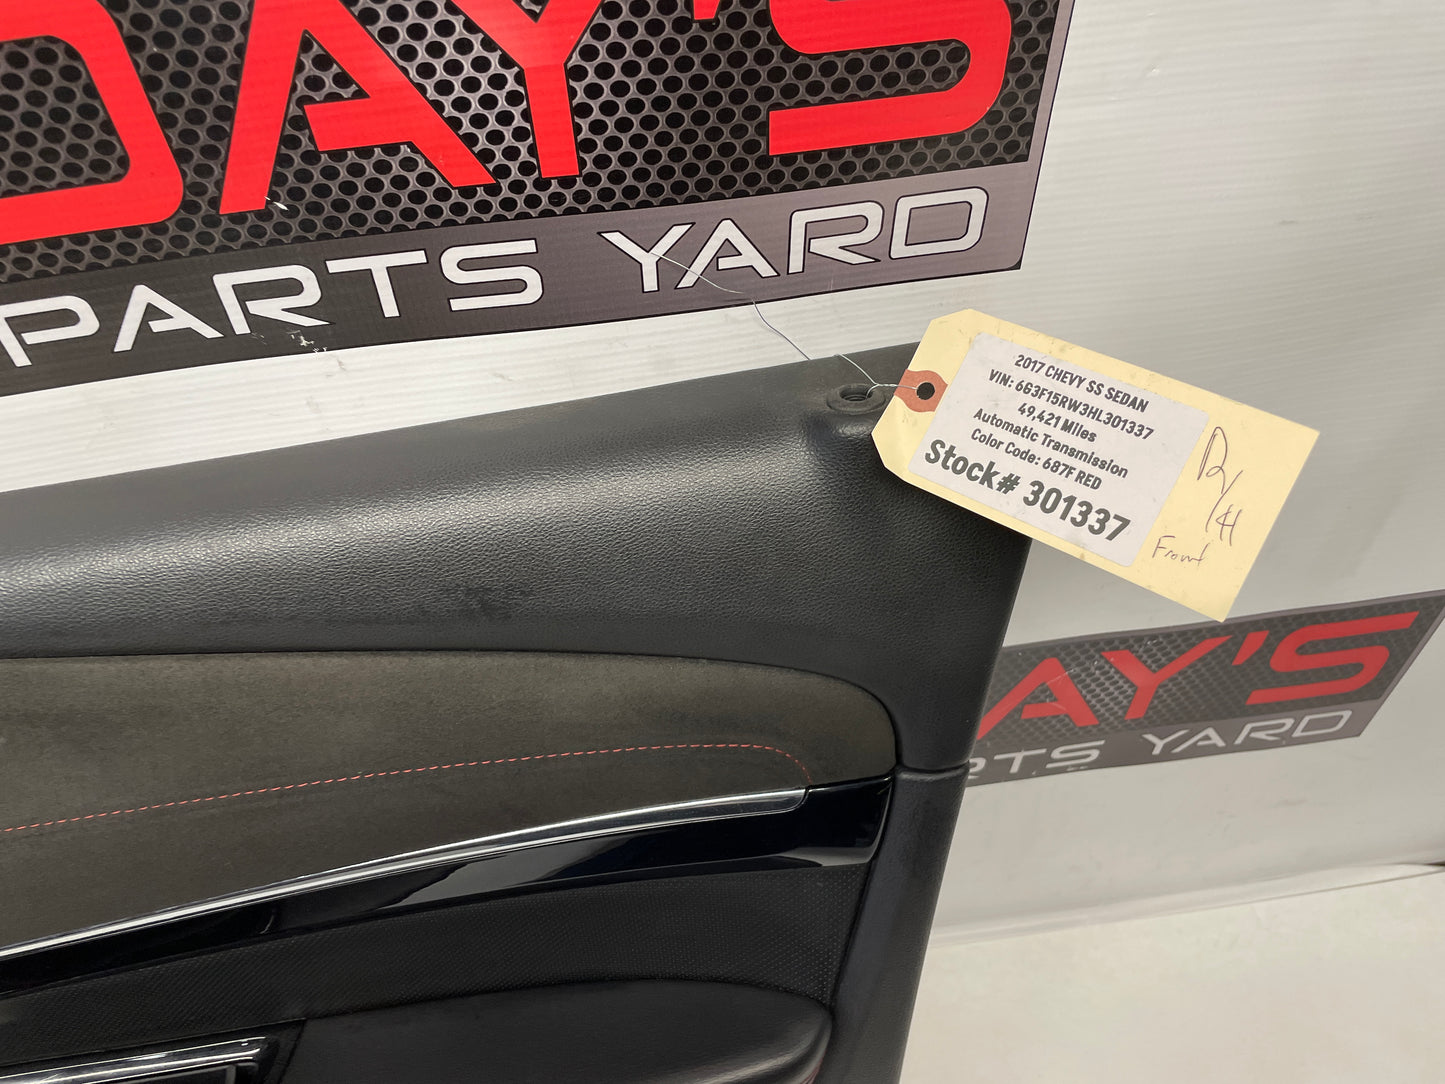 DAY'S
PARTS YARD
2017 CHEVY SS SEDAN
VIN: 6G3F15RW3HL301337
49,421 Miles
Automatic Transmission
Color Code: 687F RED
Stock# 301337
R/H
Front
AY'S
RTS YARD